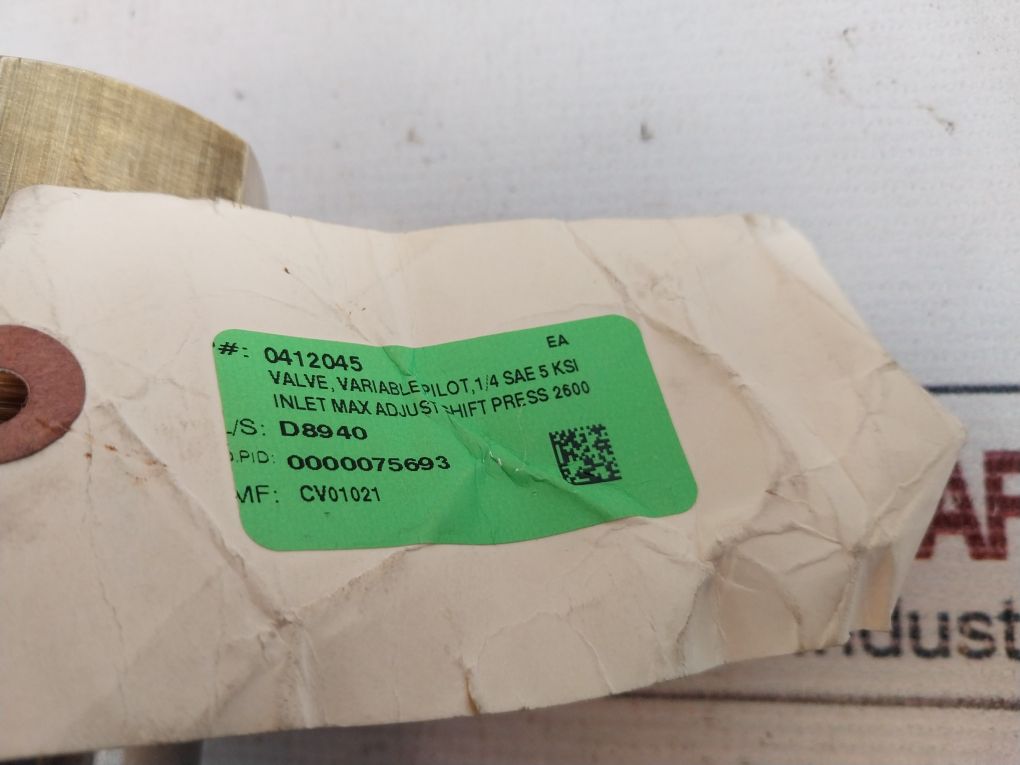 #: 0412045 EA
VALVE, VARIABLE PILOT, 1/4 SAE 5 KSI
INLET MAX ADJUST SHIFT PRESS 2600
/S: D8940
.PID: 0000075693
MF: CV01021
AP
ndust